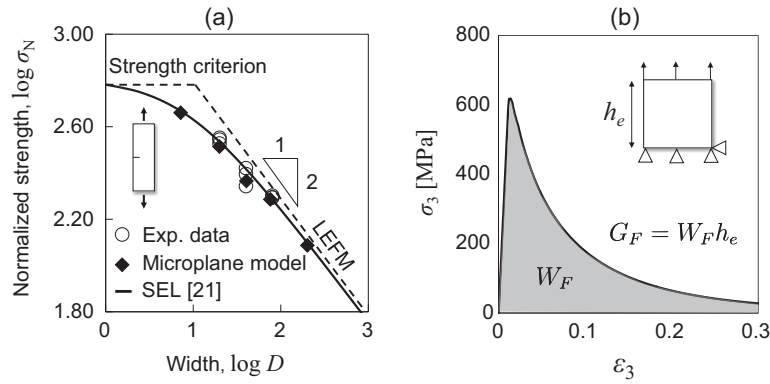 (a)
Normalized strength, log σN
3.00
2.60
2.20
1.80
Strength criterion
1
2
LEFM
Exp. data
Microplane model
SEL [21]
0
1
2
3
Width, log D
(b)
σ3 [MPa]
800
600
400
200
0
he
GF = WF he
WF
0
0.1
0.2
0.3
ε3